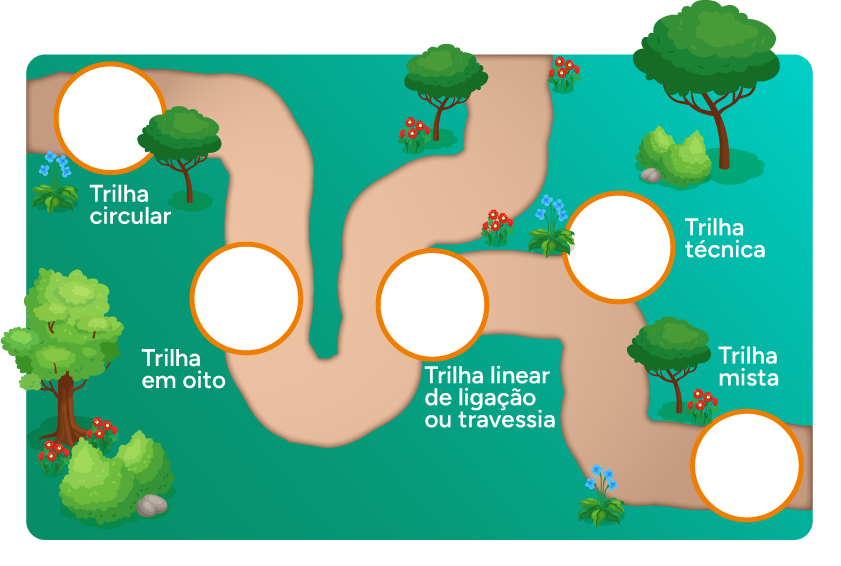 Trilha
circular
Trilha
técnica
Trilha
em oito
Trilha linear
de ligação
ou travessia
Trilha
mista